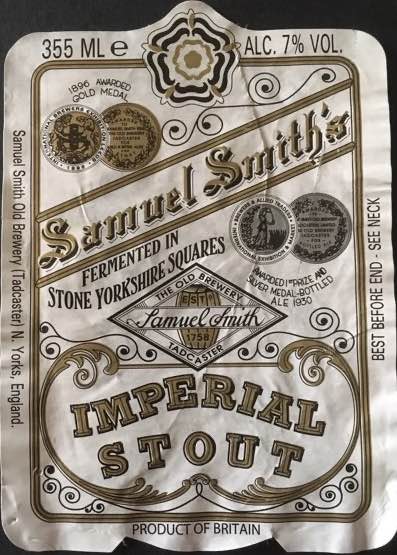 355 ML e
ALC. 7% VOL.
1896 AWARDED
GOLD MEDAL
Samuel Smith's
FERMENTED IN
STONE YORKSHIRE SQUARES
AWARDED 1ST PRIZE AND
SILVER MEDAL-BOTTLED
ALE 1930
THE OLD BREWERY
ESTD
Samuel Smith
1758
TADCASTER
IMPERIAL
STOUT
PRODUCT OF BRITAIN
Samuel Smith Old Brewery (Tadcaster) N. Yorks, England.
BEST BEFORE END - SEE NECK